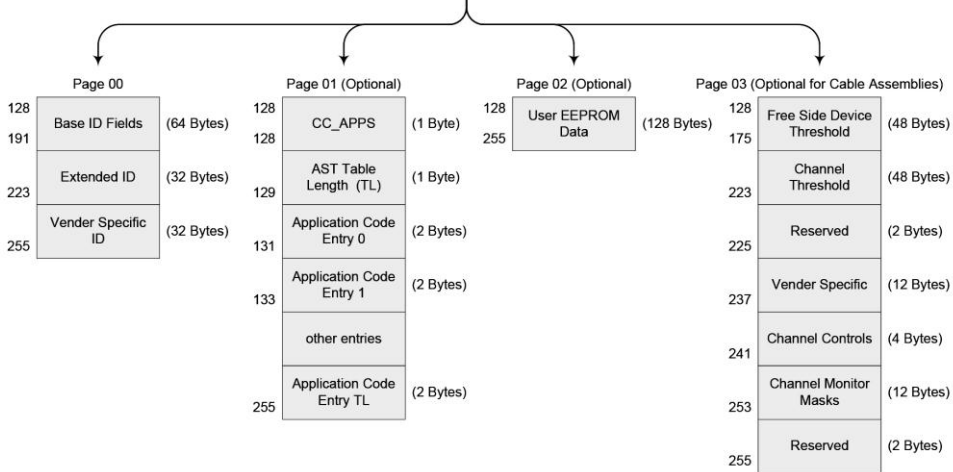 Page 00
128
Base ID Fields
(64 Bytes)
191
Extended ID
(32 Bytes)
223
Vender Specific
ID
(32 Bytes)
255
Page 01 (Optional)
128
CC_APPS
(1 Byte)
128
AST Table
Length (TL)
(1 Byte)
129
Application Code
Entry 0
(2 Bytes)
131
Application Code
Entry 1
(2 Bytes)
133
other entries
Application Code
Entry TL
(2 Bytes)
255
Page 02 (Optional)
128
User EEPROM
Data
(128 Bytes)
255
Page 03 (Optional for Cable Assemblies)
128
Free Side Device
Threshold
(48 Bytes)
175
Channel
Threshold
(48 Bytes)
223
Reserved
(2 Bytes)
225
Vender Specific
(12 Bytes)
237
Channel Controls
(4 Bytes)
241
Channel Monitor
Masks
(12 Bytes)
253
Reserved
(2 Bytes)
255